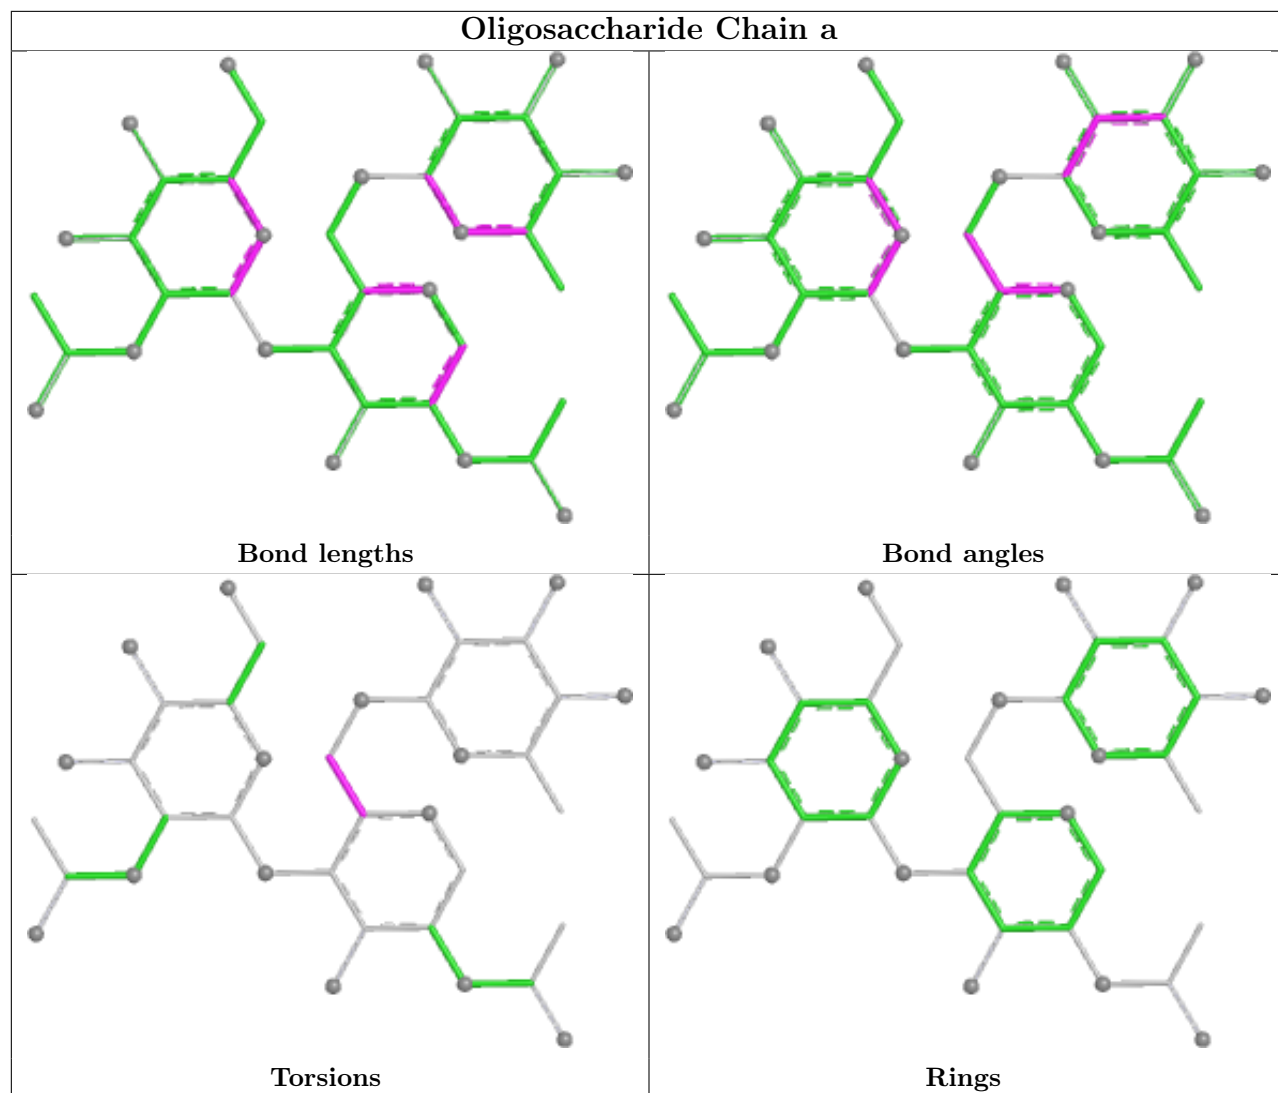 Oligosaccharide Chain a
Bond lengths
Bond angles
Torsions
Rings